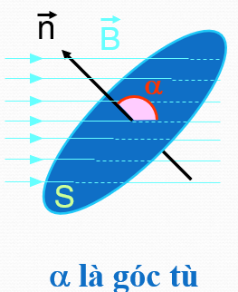 n⃗ B⃗
α
S
α là góc tù